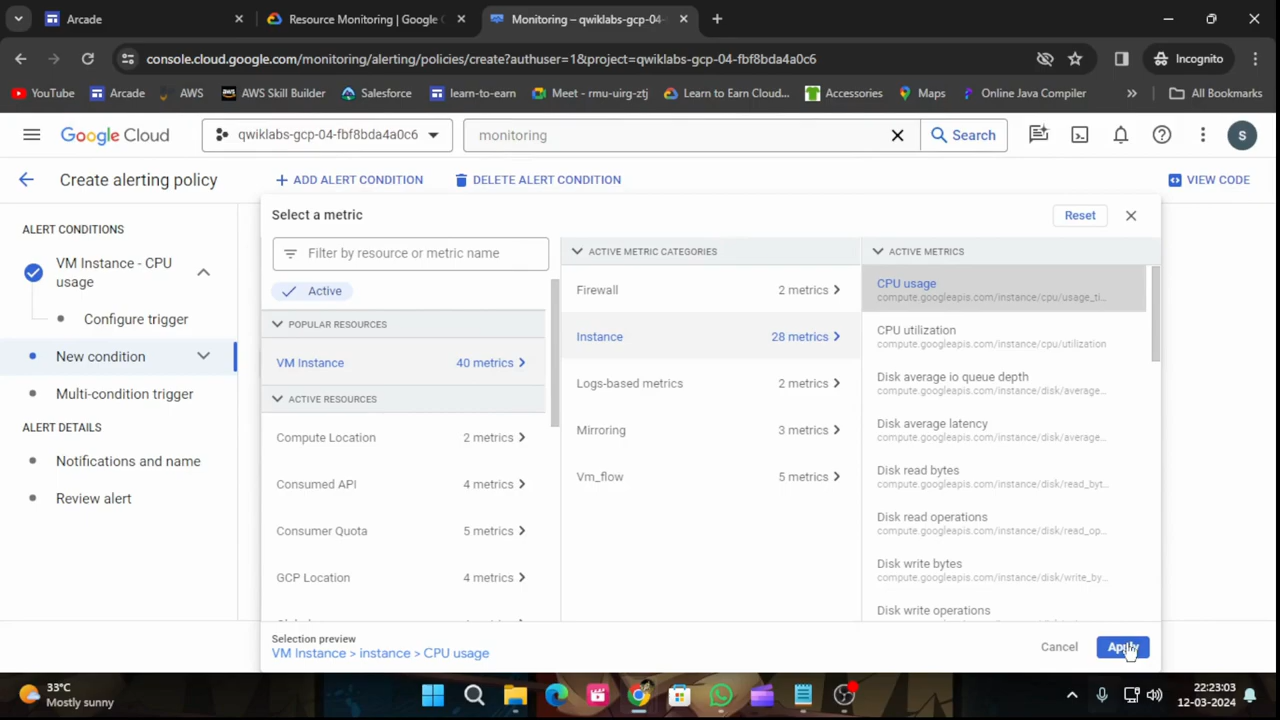 Arcade
Resource Monitoring | Google C
Monitoring – qwiklabs-gcp-04-
console.cloud.google.com/monitoring/alerting/policies/create?authuser=1&project=qwiklabs-gcp-04-fbf8bda4a0c6
Incognito
YouTube
Arcade
AWS
AWS Skill Builder
Salesforce
learn-to-earn
Meet - rmu-uirg-ztj
Learn to Earn Cloud...
Accessories
Maps
Online Java Compiler
All Bookmarks
Google Cloud
qwiklabs-gcp-04-fbf8bda4a0c6
monitoring
Search
S
Create alerting policy
ADD ALERT CONDITION
DELETE ALERT CONDITION
VIEW CODE
ALERT CONDITIONS
VM Instance - CPU
usage
Configure trigger
New condition
Multi-condition trigger
ALERT DETAILS
Notifications and name
Review alert
Select a metric
Reset
Filter by resource or metric name
Active
POPULAR RESOURCES
VM Instance 40 metrics
ACTIVE RESOURCES
Compute Location 2 metrics
Consumed API 4 metrics
Consumer Quota 5 metrics
GCP Location 4 metrics
ACTIVE METRIC CATEGORIES
Firewall 2 metrics
Instance 28 metrics
Logs-based metrics 2 metrics
Mirroring 3 metrics
Vm_flow 5 metrics
ACTIVE METRICS
CPU usage
compute.googleapis.com/instance/cpu/usage_ti...
CPU utilization
compute.googleapis.com/instance/cpu/utilization
Disk average io queue depth
compute.googleapis.com/instance/disk/average...
Disk average latency
compute.googleapis.com/instance/disk/average...
Disk read bytes
compute.googleapis.com/instance/disk/read_byt...
Disk read operations
compute.googleapis.com/instance/disk/read_op...
Disk write bytes
compute.googleapis.com/instance/disk/write_by...
Disk write operations
Selection preview
VM Instance > instance > CPU usage
Cancel
Apply
33°C
Mostly sunny
22:23:03
12-03-2024